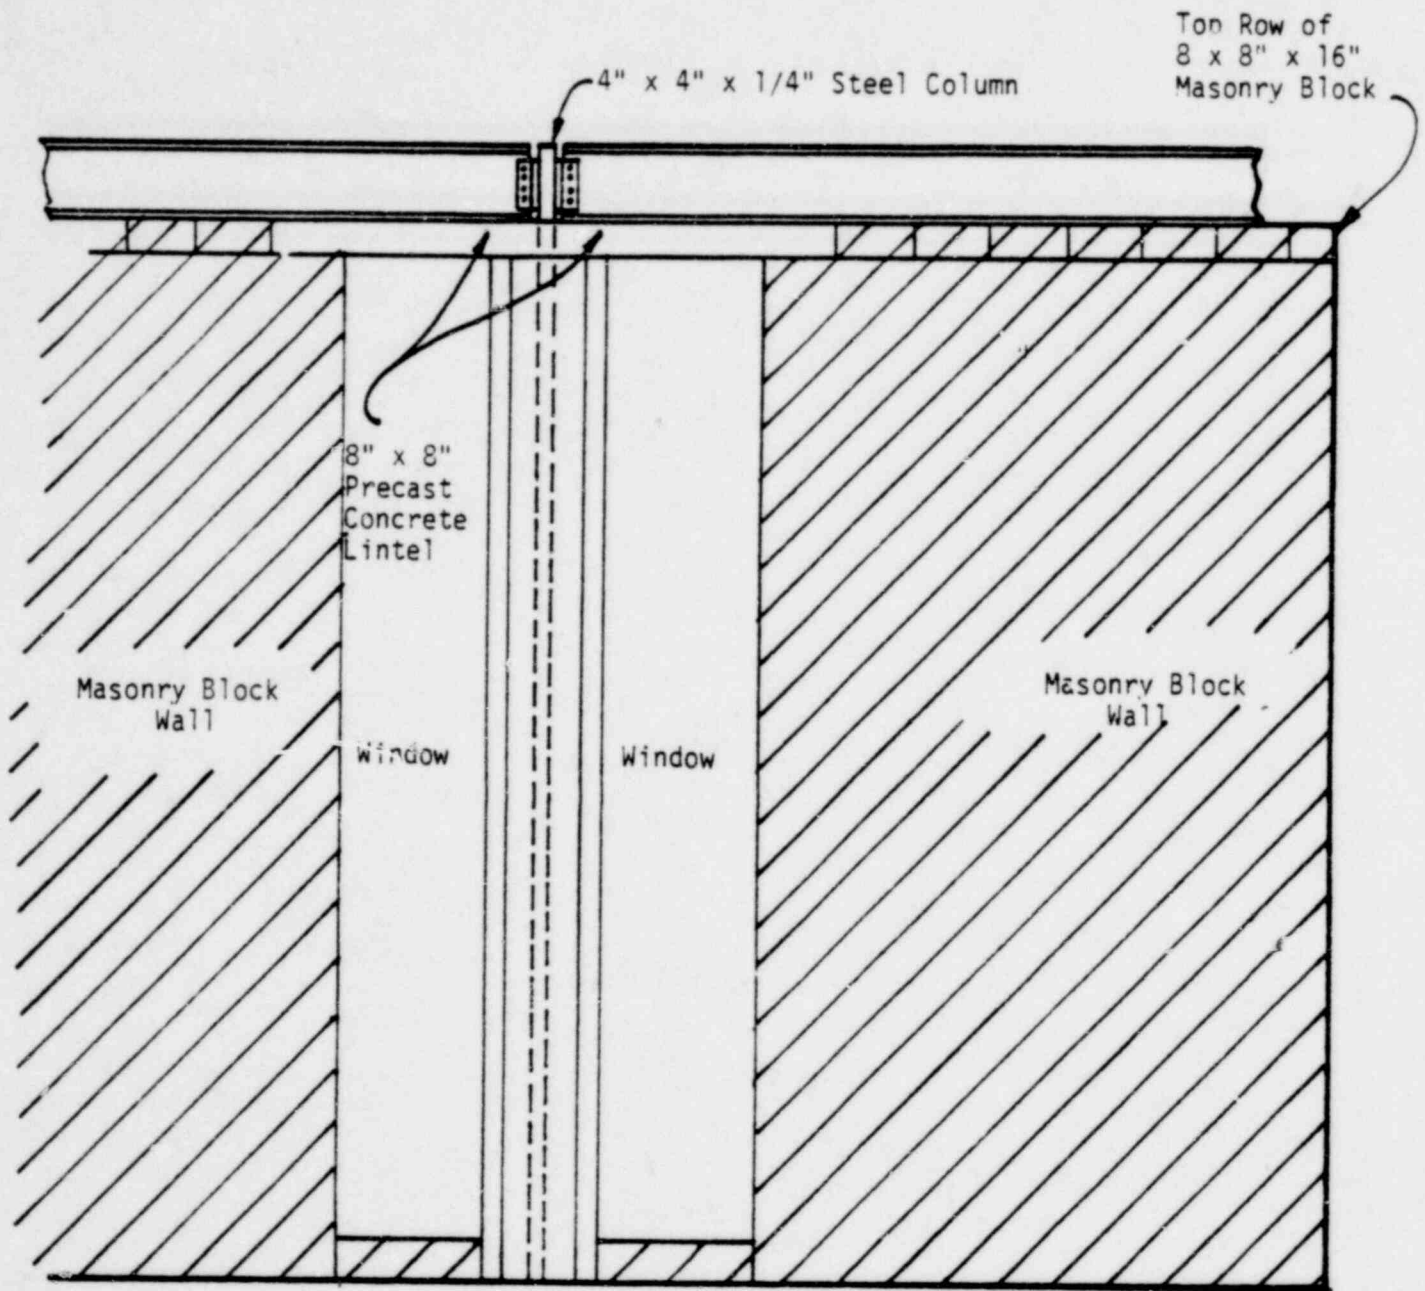 Top Row of
8 x 8" x 16"
Masonry Block
4" x 4" x 1/4" Steel Column
8" x 8"
Precast
Concrete
Lintel
Masonry Block
Wall
Window
Window
Masonry Block
Wall